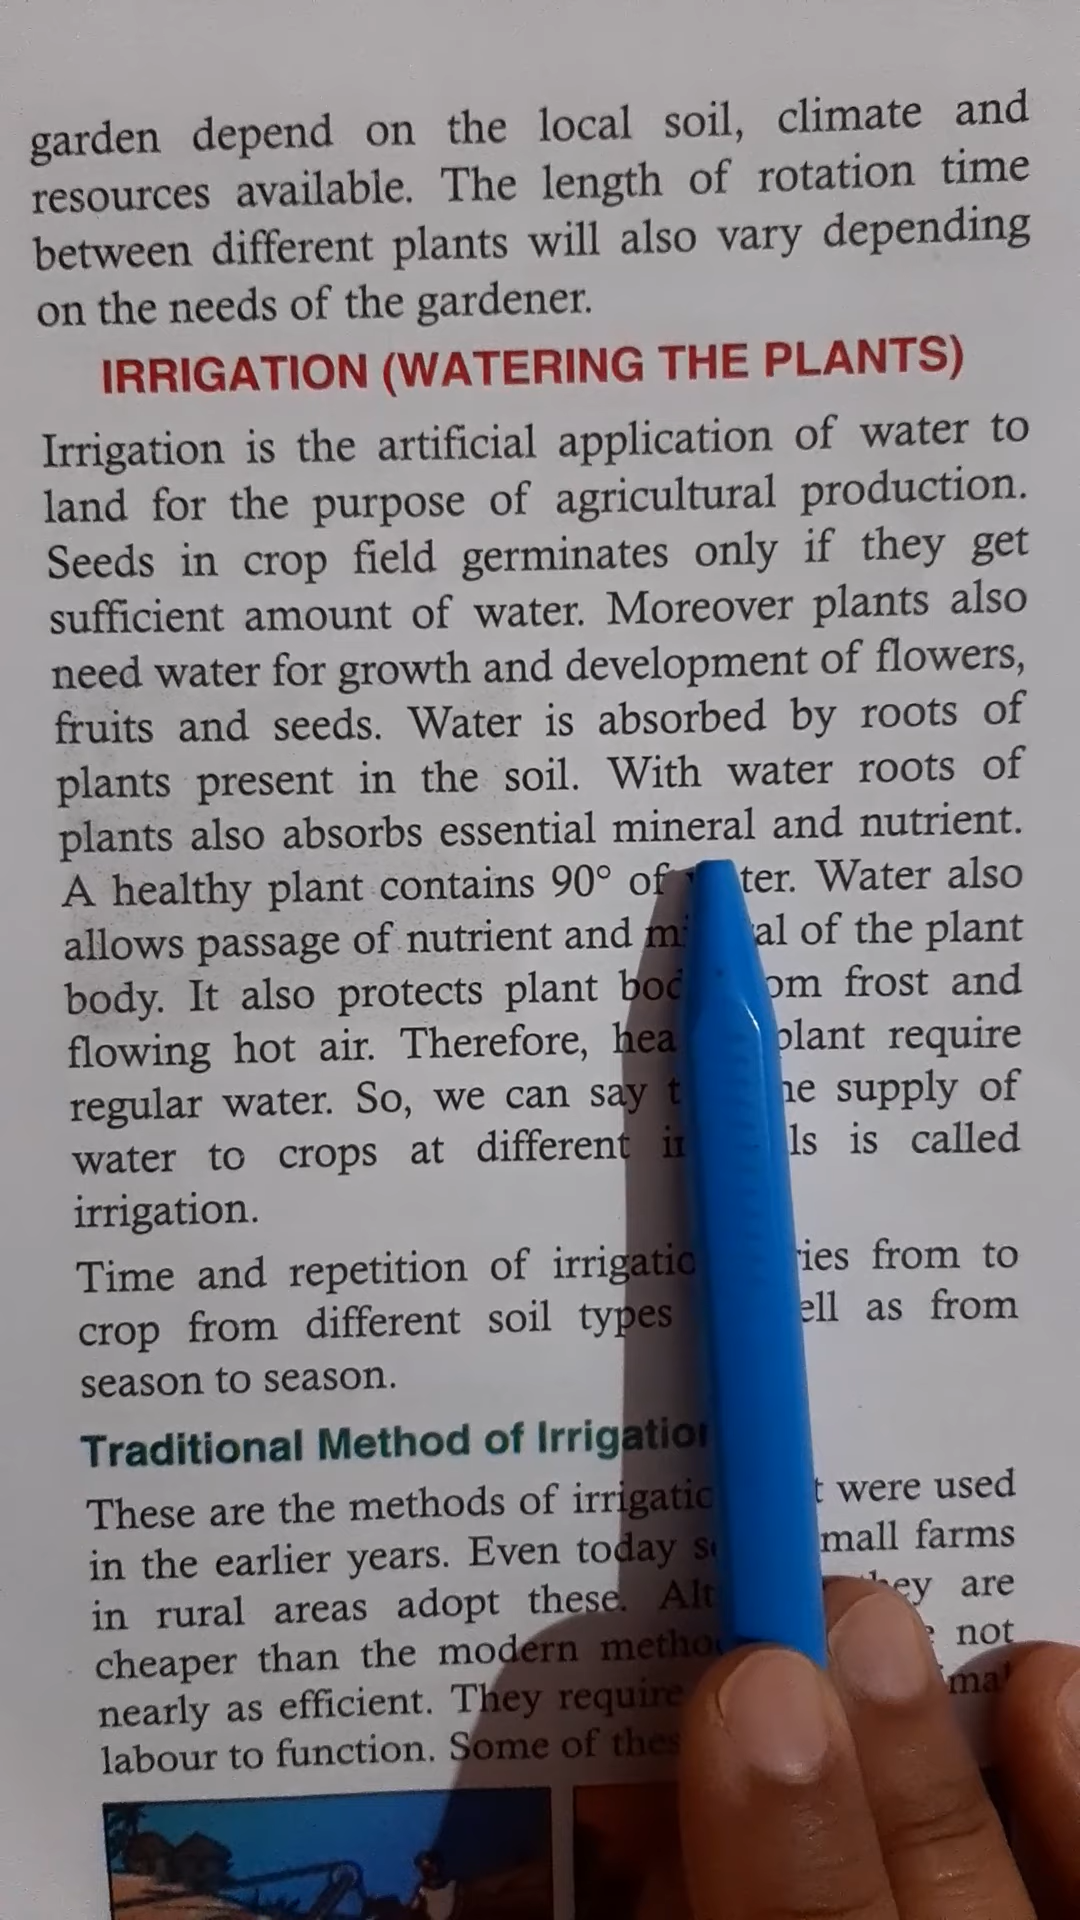 garden depend on the local soil, climate and
resources available. The length of rotation time
between different plants will also vary depending
on the needs of the gardener.
IRRIGATION (WATERING THE PLANTS)
Irrigation is the artificial application of water to
land for the purpose of agricultural production.
Seeds in crop field germinates only if they get
sufficient amount of water. Moreover plants also
need water for growth and development of flowers,
fruits and seeds. Water is absorbed by roots of
plants present in the soil. With water roots of
plants also absorbs essential mineral and nutrient.
A healthy plant contains 90° of Water also
allows passage of nutrient and of the plant
body. It also protects plant frost and
flowing hot air. Therefore, plant require
regular water. So, we can say supply of
water to crops at different is called
irrigation.
Time and repetition of from to
crop from different soil types as from
season to season.
Traditional Method of Irrigation
These are the methods of were used
in the earlier years. Even today farms
in rural areas adopt these. are
cheaper than the modern not
nearly as efficient. They require
labour to function. Some of